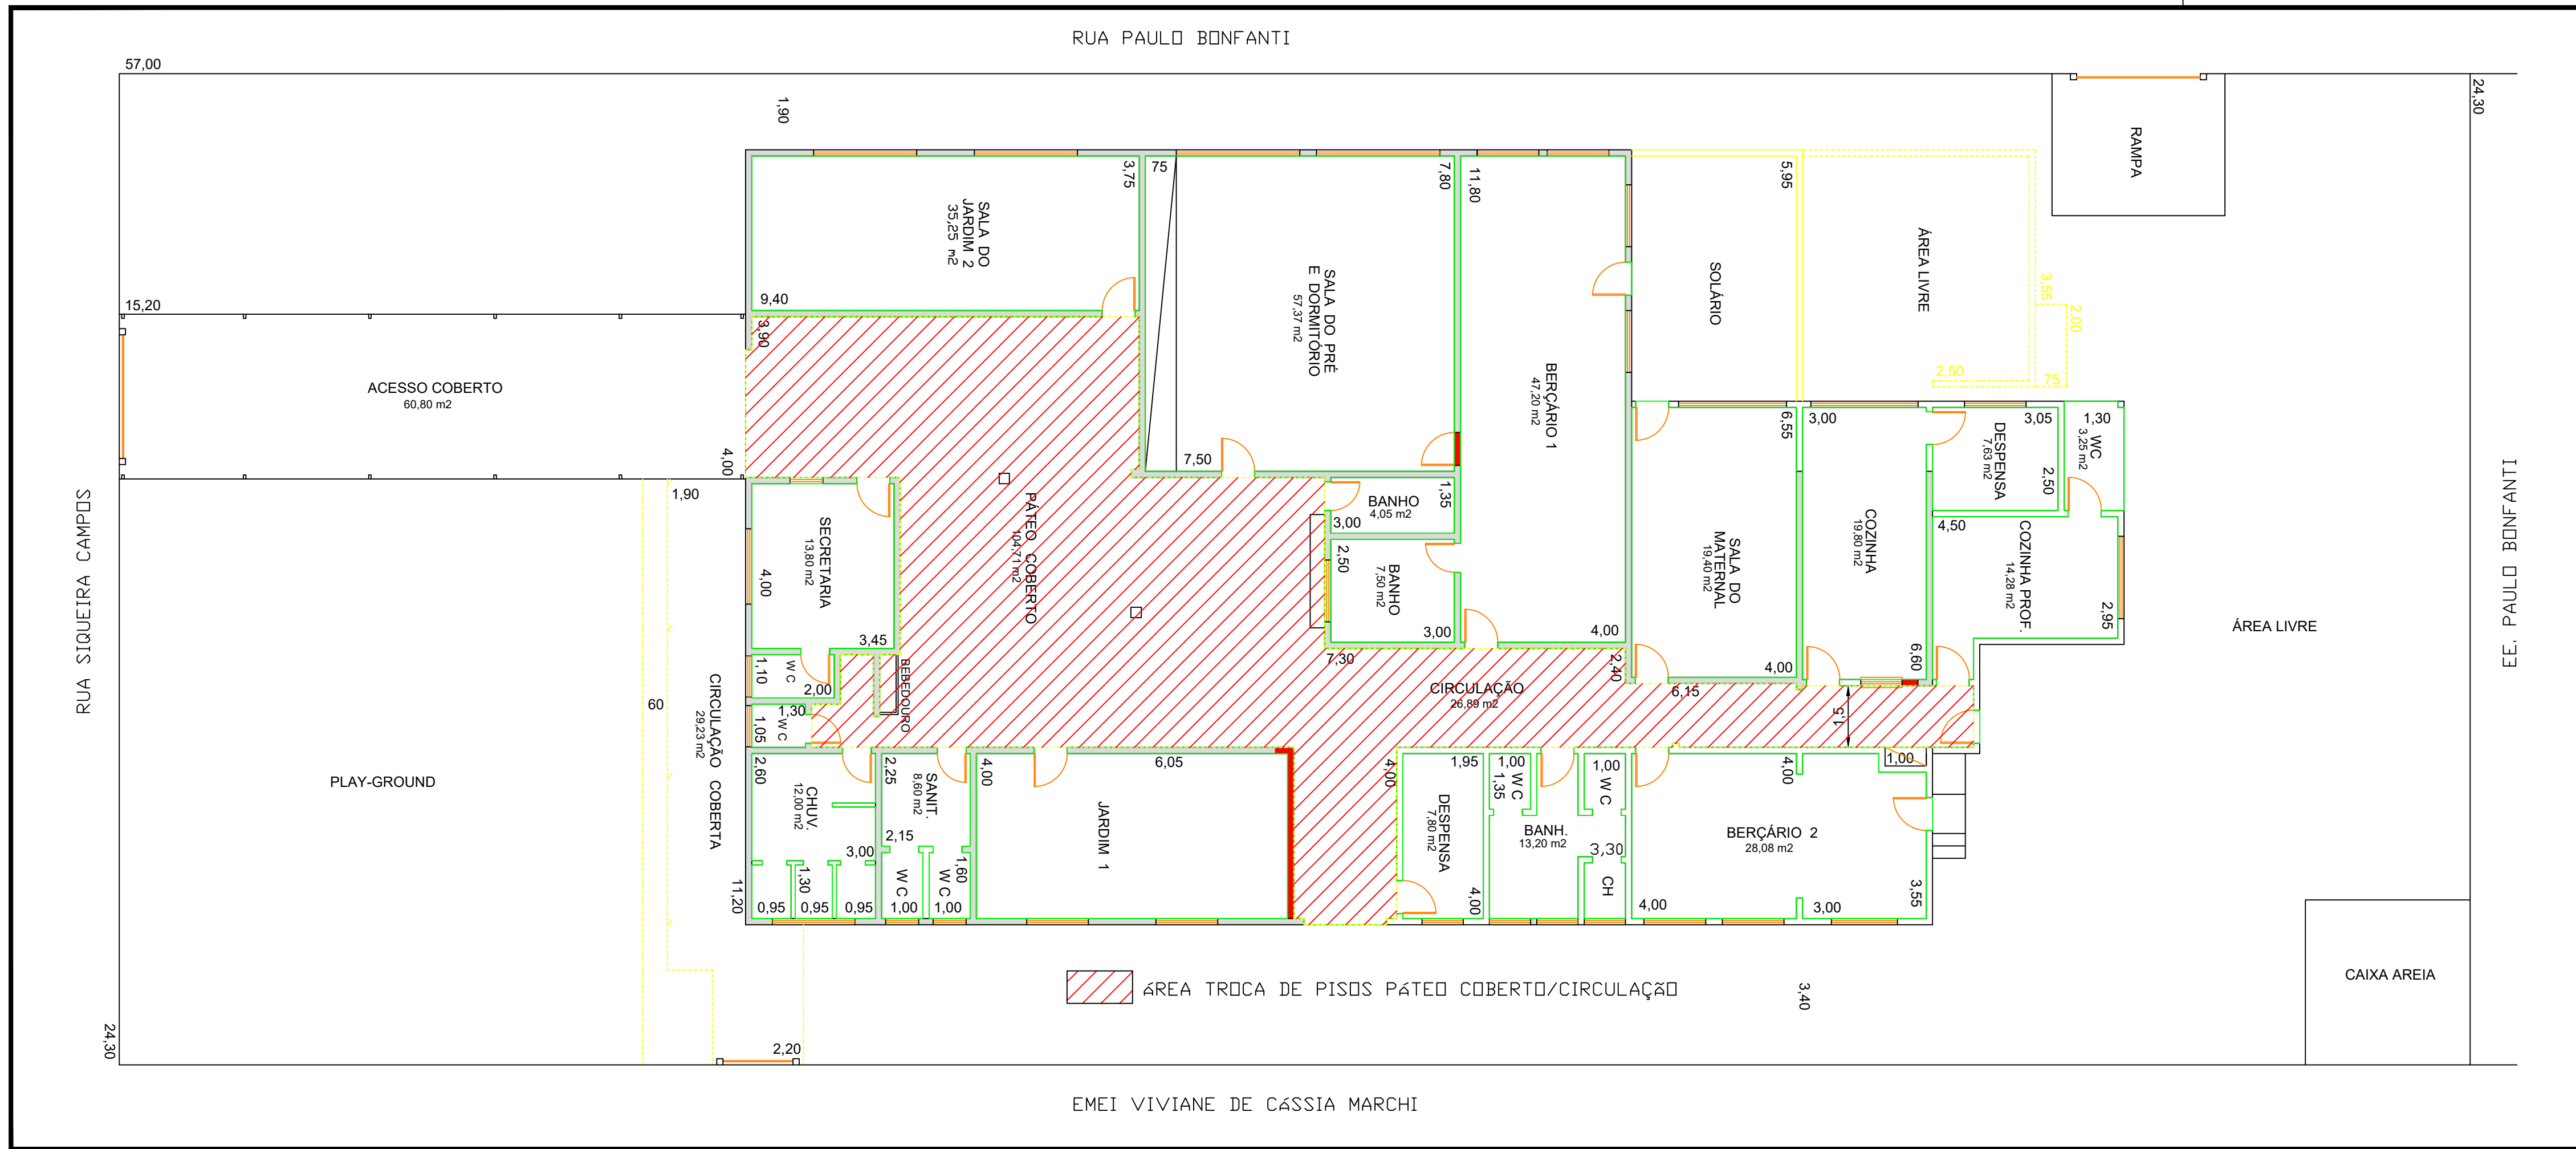 RUA PAULO BONFANTI
57,00
24,30
1,90
RAMPA
3,75
75
7,80
11,80
5,95
SALA DO
JARDIM 2
35,25 m2
SALA DO PRÉ
E DORMITÓRIO
57,37 m2
SOLÁRIO
ÁREA LIVRE
3,55
2,00
15,20
9,40
3,90
2,50
75
ACESSO COBERTO
60,80 m2
BERÇÁRIO 1
47,20 m2
4,00
7,50
6,55
3,00
3,05
1,30
DESPENSA
7,63 m2
WC
3,25 m2
2,50
1,90
PÁTEO COBERTO
104,71 m2
BANHO
4,05 m2
1,35
3,00
SECRETARIA
13,80 m2
4,00
3,45
2,50
BANHO
7,50 m2
3,00
4,00
SALA DO
MATERNAL
19,40 m2
4,00
COZINHA
19,80 m2
6,60
4,50
COZINHA PROF.
14,28 m2
2,95
ÁREA LIVRE
RUA SIQUEIRA CAMPOS
EE. PAULO BONFANTI
1,10
W C
2,00
BEBEDOURO
7,30
2,40
CIRCULAÇÃO
26,89 m2
6,15
1,5
60
CIRCULAÇÃO COBERTA
29,23 m2
1,30
1,05
W C
PLAY-GROUND
2,60
CHUV.
12,00 m2
3,00
2,25
SANIT.
8,60 m2
2,15
4,00
6,05
JARDIM 1
4,00
1,95
DESPENSA
7,80 m2
4,00
1,00
1,35
W C
1,00
W C
BANH.
13,20 m2
3,30
CH
4,00
1,00
BERÇÁRIO 2
28,08 m2
3,55
4,00
3,00
11,20
1,30
0,95
0,95
0,95
W C
W C
1,60
1,00
1,00
ÁREA TROCA DE PISOS PÁTEO COBERTO/CIRCULAÇÃO
3,40
CAIXA AREIA
24,30
2,20
EMEI VIVIANE DE CÁSSIA MARCHI